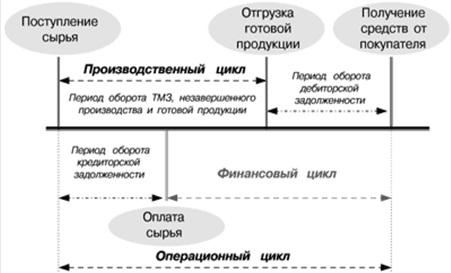 Поступление
сырья
Отгрузка
готовой
продукции
Получение
средств от
покупателя
Производственный цикл
Период оборота ТМЗ, незавершенного
производства и готовой продукции
Период оборота
дебиторской
задолженности
Период оборота
кредиторской
задолженности
Финансовый цикл
Оплата
сырья
Операционный цикл